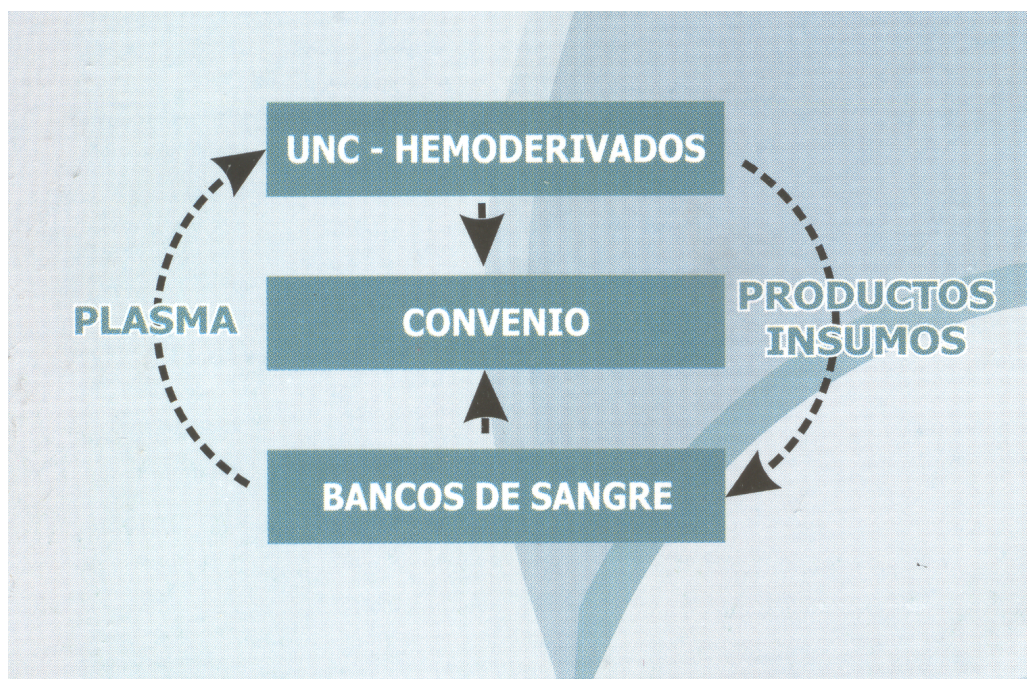 UNC - HEMODERIVADOS
PLASMA
CONVENIO
PRODUCTOS
INSUMOS
BANCOS DE SANGRE